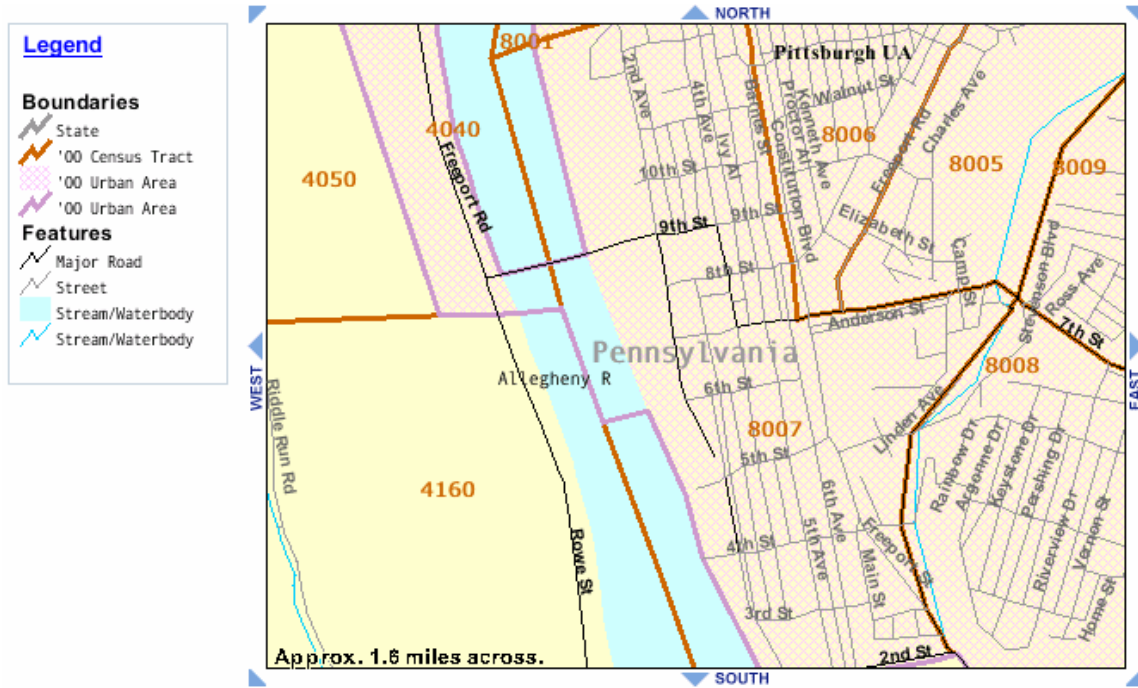 Legend
Boundaries
State
'00 Census Tract
'00 Urban Area
'00 Urban Area
Features
Major Road
Street
Stream/Waterbody
Stream/Waterbody
NORTH
WEST
EAST
SOUTH
8001
Pittsburgh UA
2nd Ave
4th Ave
Ivy Al
Barnes St
Constitution Blvd
Proctor Al
Kenneth Ave
Walnut St
8006
Freeport Rd
Charles Ave
8005
8009
4040
4050
Freeport Rd
10th St
9th St
9th St
8th St
Elizabeth St
Camp St
Stevenson Blvd
Ross Ave
7th St
Anderson St
Pennsylvania
Allegheny R
8008
6th St
8007
Linden Ave
5th St
Riddle Run Rd
4160
Rainbow Dr
Argonne Dr
Keystone Dr
Pershing Dr
Riverview Dr
Vernon St
Home St
6th Ave
5th Ave
Freeport St
Main St
4th St
Rowe St
3rd St
2nd St
Approx. 1.6 miles across.